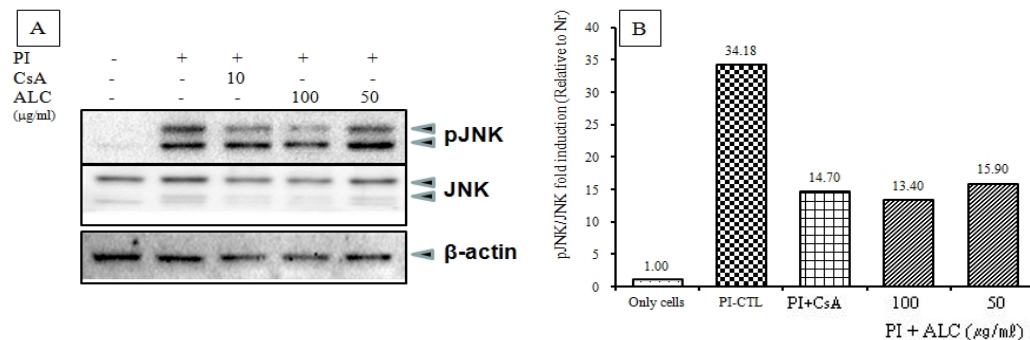 A
PI - + + + +
CsA - - 10 - -
ALC - - - 100 50
(μg/ml)
pJNK
JNK
β-actin
B
pJNK/JNK fold induction (Relative to Nr)
40
35
30
25
20
15
10
5
0
1.00
34.18
14.70
13.40
15.90
Only cells PI-CTL PI+CsA 100 50
PI + ALC (㎍/㎖)